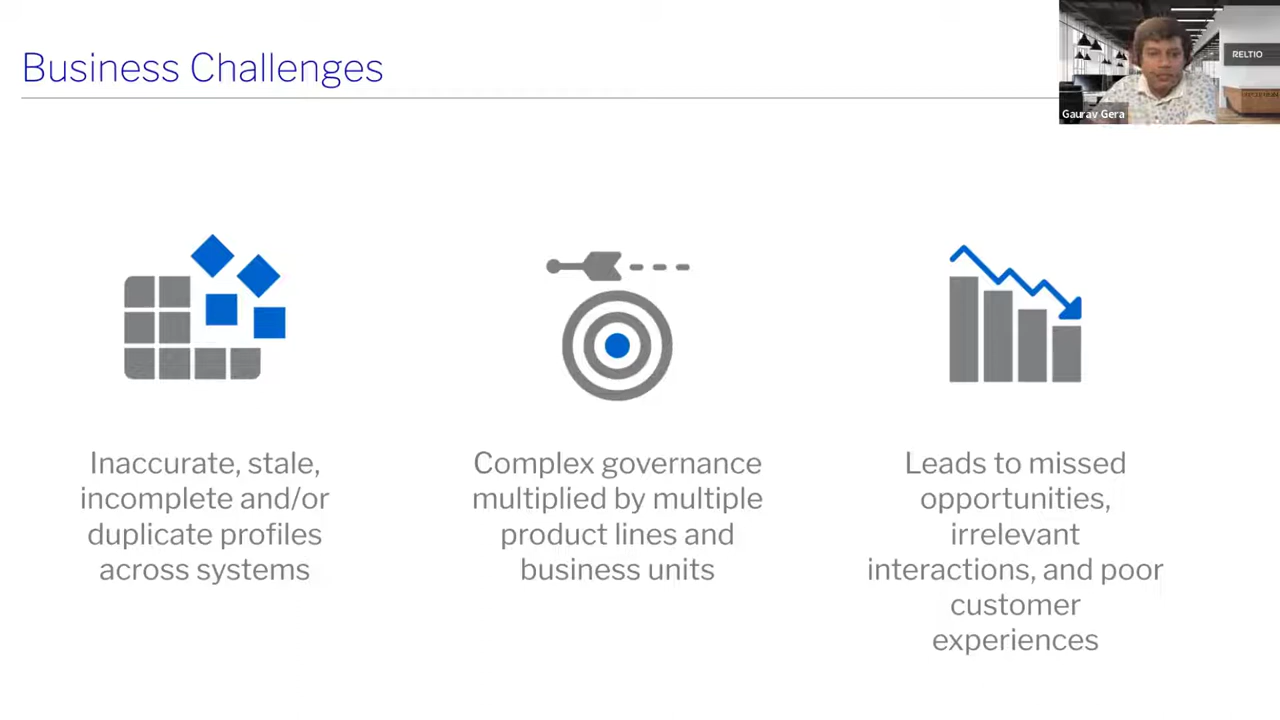 Business Challenges
RELTIO
Gaurav Gera
Inaccurate, stale,
incomplete and/or
duplicate profiles
across systems
Complex governance
multiplied by multiple
product lines and
business units
Leads to missed
opportunities,
irrelevant
interactions, and poor
customer
experiences